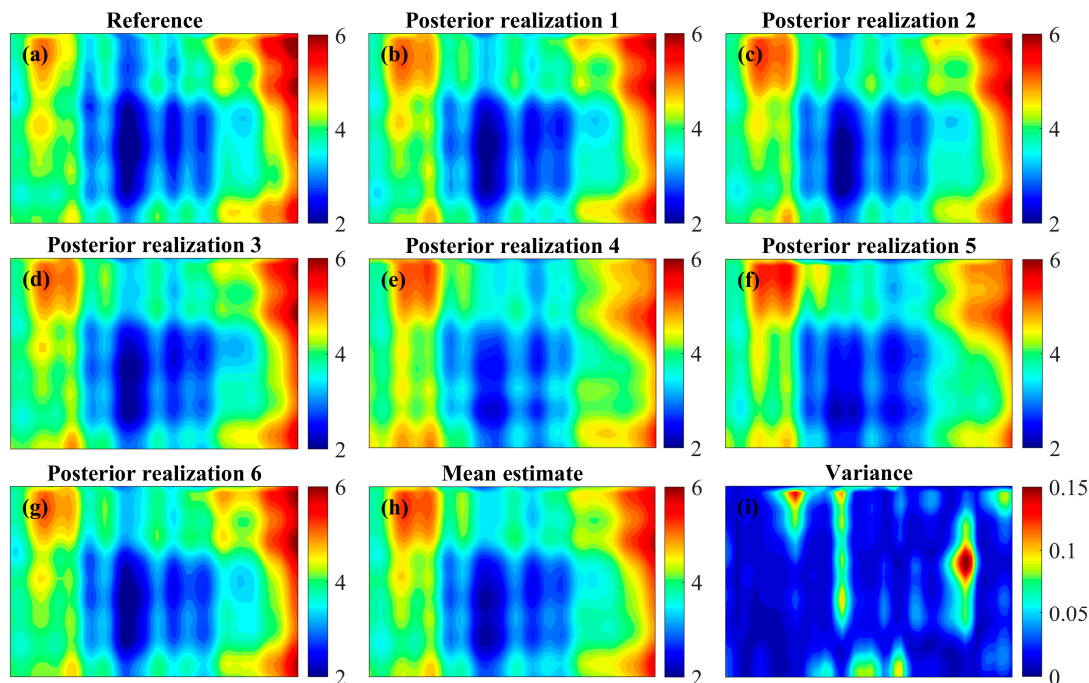 Reference
Posterior realization 1
Posterior realization 2
(a)
6
4
2
(b)
6
4
2
(c)
6
4
2
Posterior realization 3
Posterior realization 4
Posterior realization 5
(d)
6
4
2
(e)
6
4
2
(f)
6
4
2
Posterior realization 6
Mean estimate
Variance
(g)
6
4
2
(h)
6
4
2
(i)
0.15
0.1
0.05
0